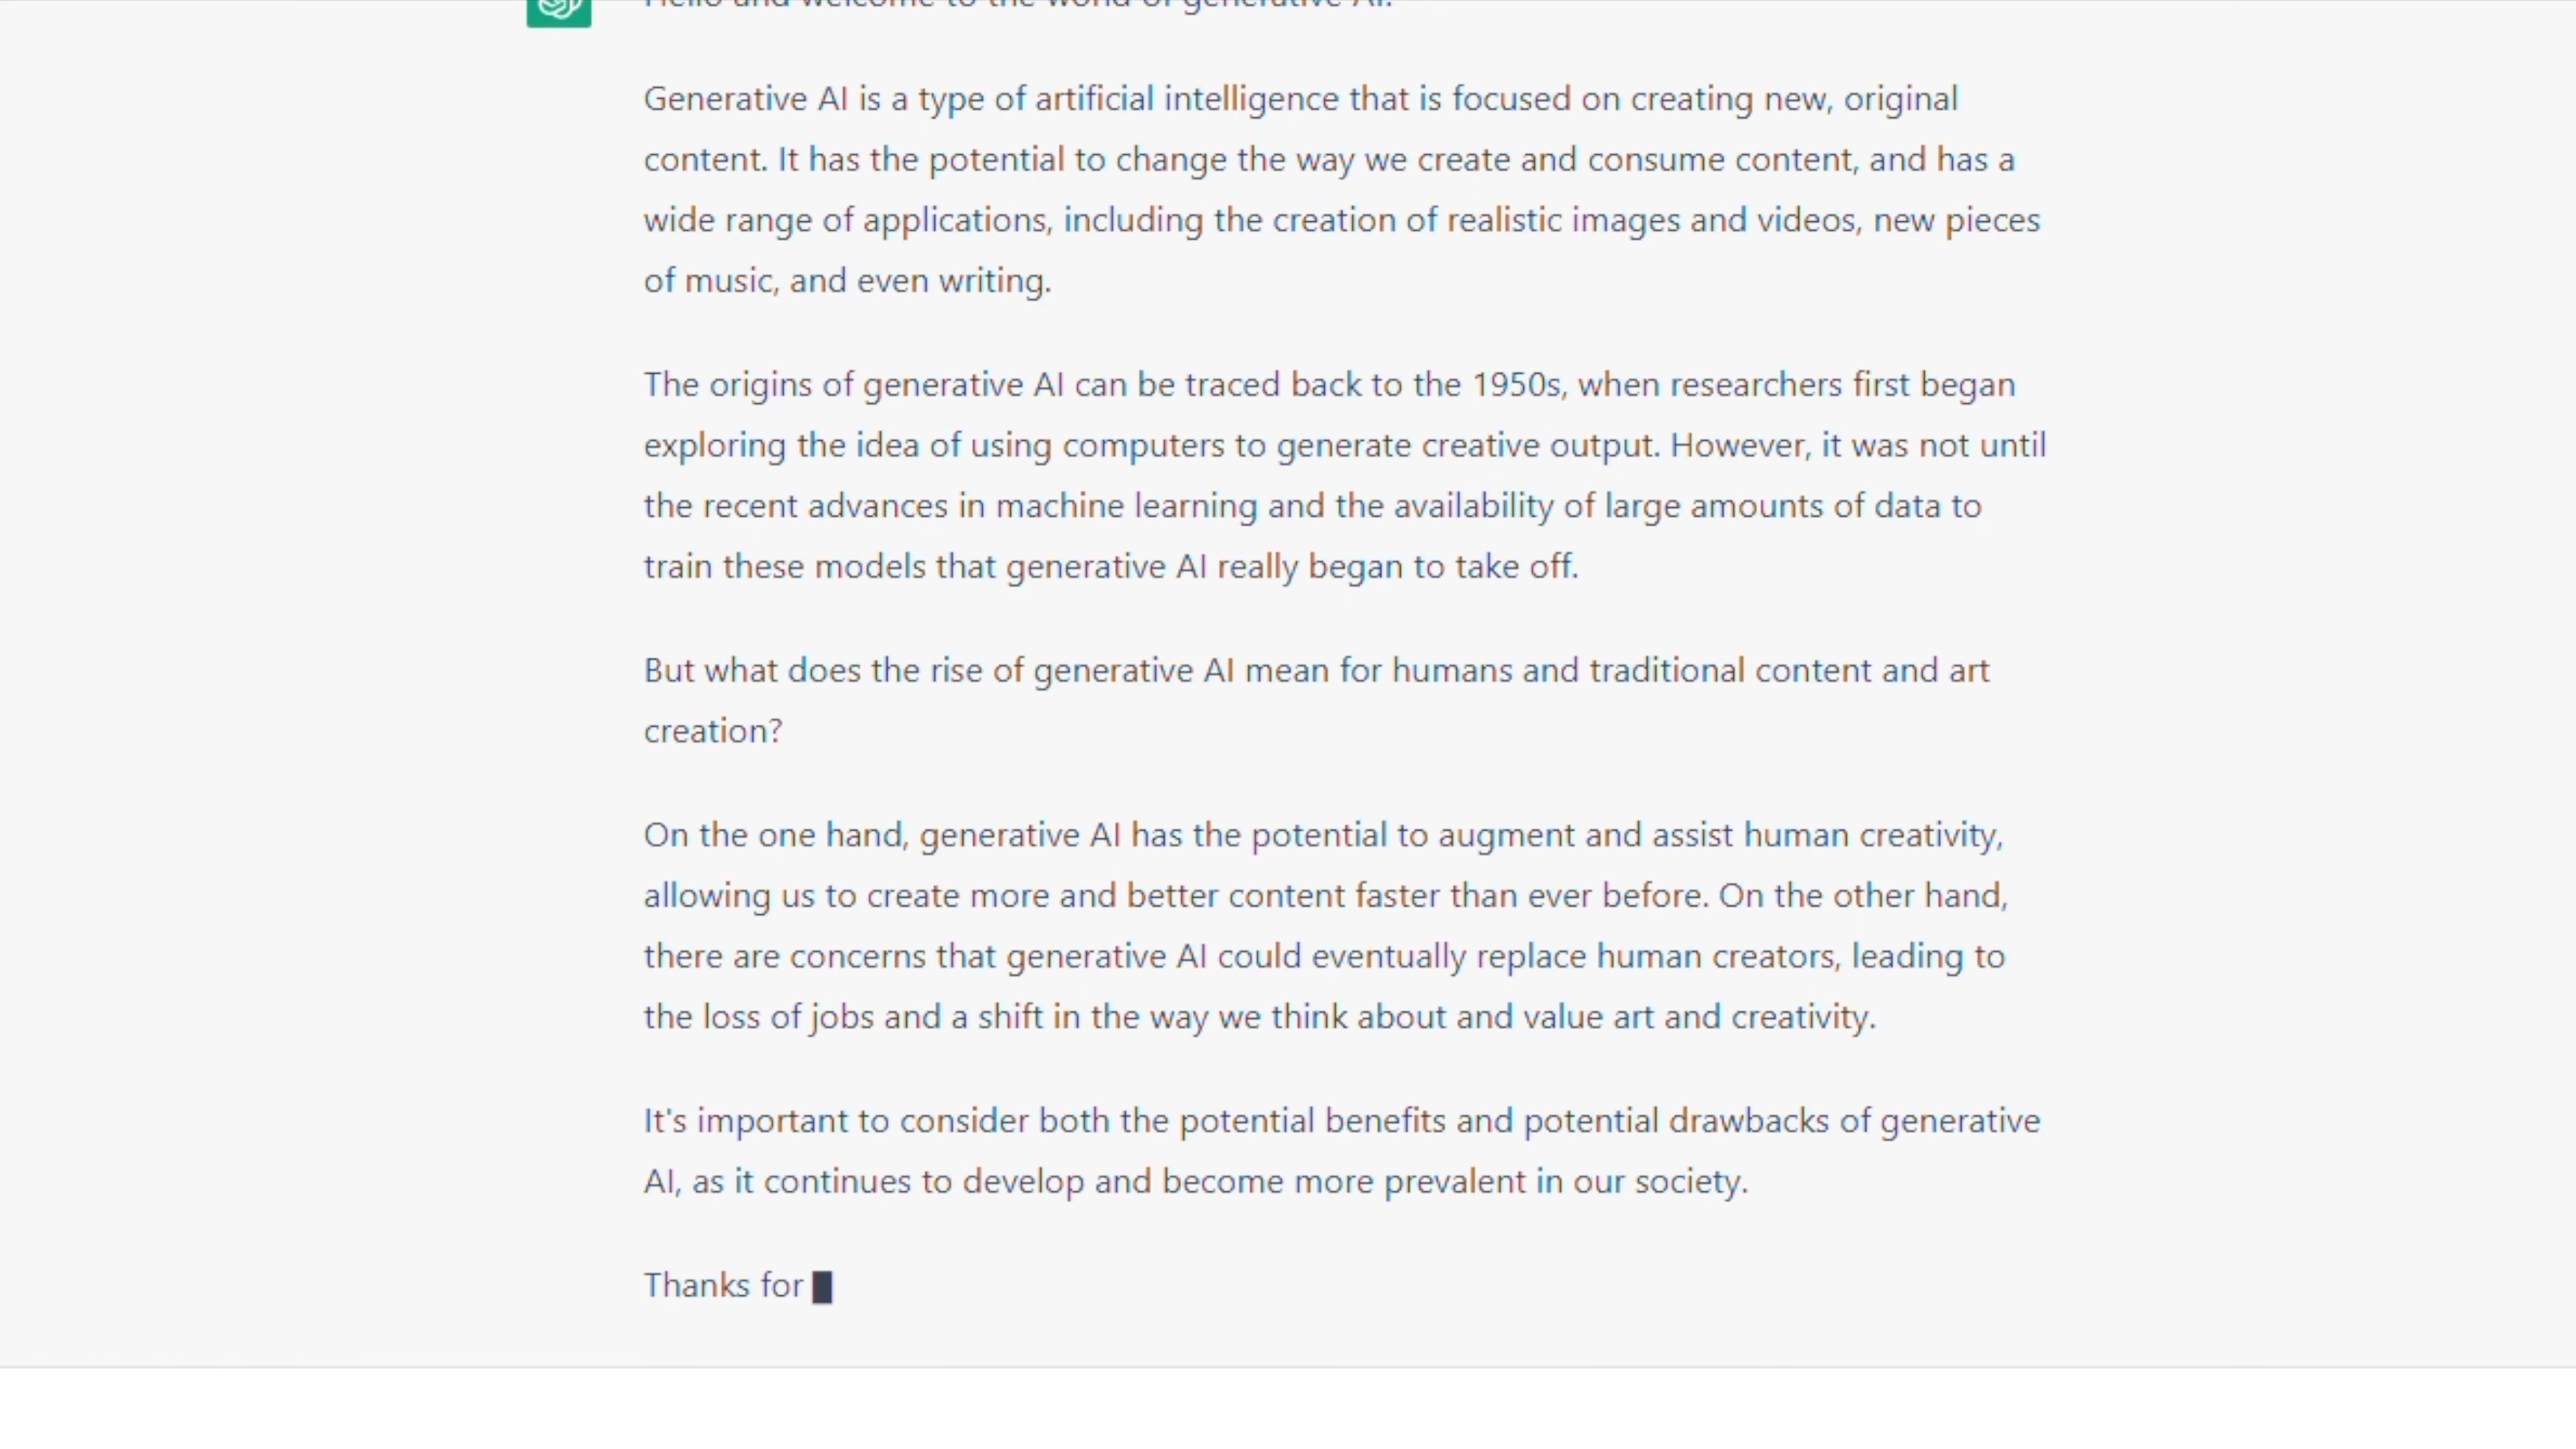 Hello and welcome to the world of generative AI.
Generative AI is a type of artificial intelligence that is focused on creating new, original
content. It has the potential to change the way we create and consume content, and has a
wide range of applications, including the creation of realistic images and videos, new pieces
of music, and even writing.
The origins of generative AI can be traced back to the 1950s, when researchers first began
exploring the idea of using computers to generate creative output. However, it was not until
the recent advances in machine learning and the availability of large amounts of data to
train these models that generative AI really began to take off.
But what does the rise of generative AI mean for humans and traditional content and art
creation?
On the one hand, generative AI has the potential to augment and assist human creativity,
allowing us to create more and better content faster than ever before. On the other hand,
there are concerns that generative AI could eventually replace human creators, leading to
the loss of jobs and a shift in the way we think about and value art and creativity.
It's important to consider both the potential benefits and potential drawbacks of generative
AI, as it continues to develop and become more prevalent in our society.
Thanks for